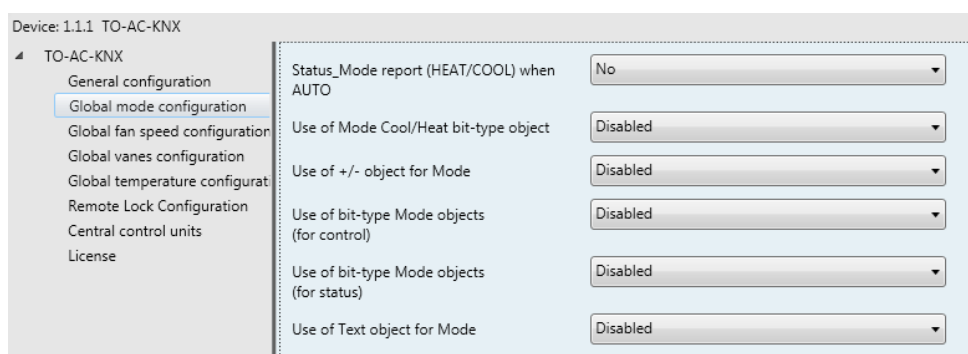 Device: 1.1.1 TO-AC-KNX
TO-AC-KNX
General configuration
Global mode configuration
Global fan speed configuration
Global vanes configuration
Global temperature configurati
Remote Lock Configuration
Central control units
License
Status_Mode report (HEAT/COOL) when
AUTO
No
Use of Mode Cool/Heat bit-type object
Disabled
Use of +/- object for Mode
Disabled
Use of bit-type Mode objects
(for control)
Disabled
Use of bit-type Mode objects
(for status)
Disabled
Use of Text object for Mode
Disabled